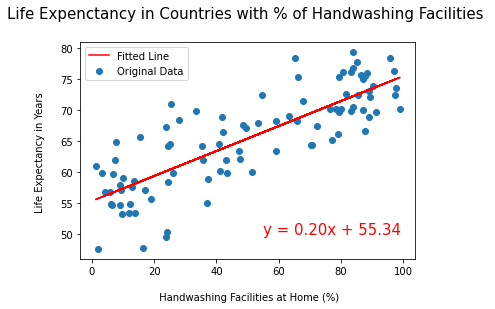 Life Expenctancy in Countries with % of Handwashing Facilities
Fitted Line
Original Data
80
75
70
65
60
55
50
Life Expectancy in Years
y = 0.20x + 55.34
0 20 40 60 80 100
Handwashing Facilities at Home (%)